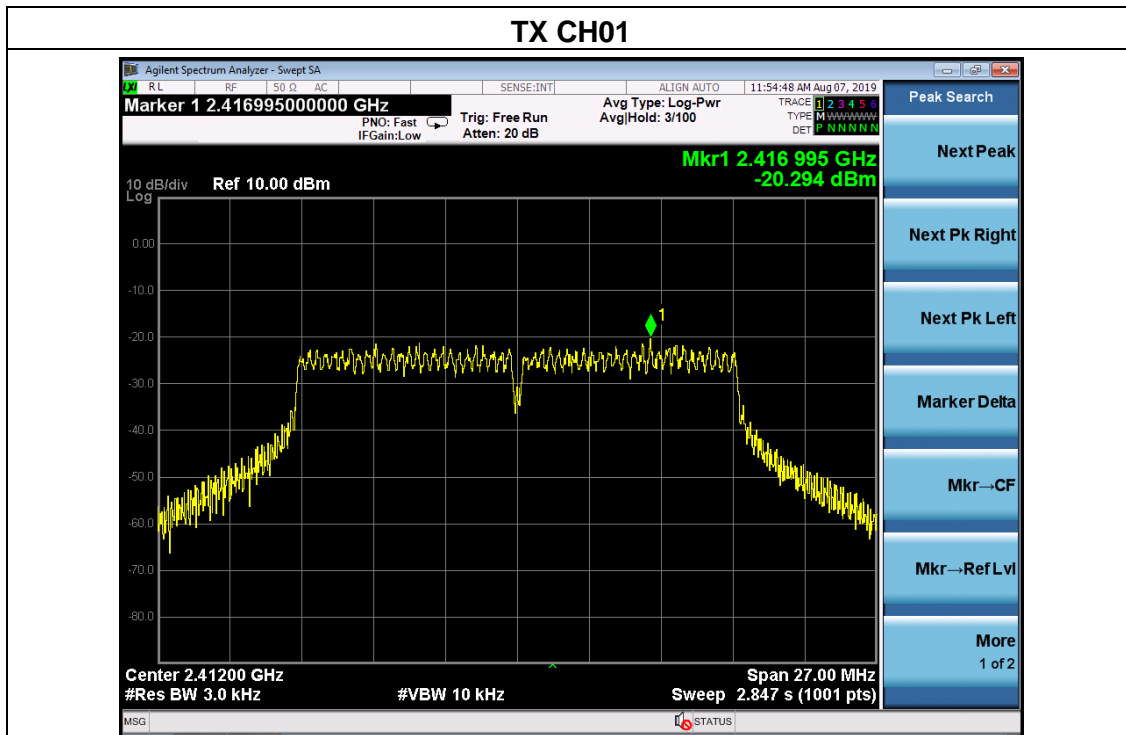 TX CH01
Agilent Spectrum Analyzer - Swept SA
LXI RL RF 50 Ω AC SENSE:INT ALIGN AUTO 11:54:48 AM Aug 07, 2019
Marker 1 2.416995000000 GHz
PNO: Fast
IFGain:Low
Trig: Free Run
Atten: 20 dB
Avg Type: Log-Pwr
Avg|Hold: 3/100
TRACE 1 2 3 4 5 6
TYPE M WWWWW
DET P N N N N N
Peak Search
Mkr1 2.416 995 GHz
-20.294 dBm
10 dB/div Ref 10.00 dBm
Log
0.00
-10.0
-20.0
-30.0
-40.0
-50.0
-60.0
-70.0
-80.0
1
Next Peak
Next Pk Right
Next Pk Left
Marker Delta
Mkr→CF
Mkr→Ref Lvl
More
1 of 2
Center 2.41200 GHz Span 27.00 MHz
#Res BW 3.0 kHz #VBW 10 kHz Sweep 2.847 s (1001 pts)
MSG STATUS